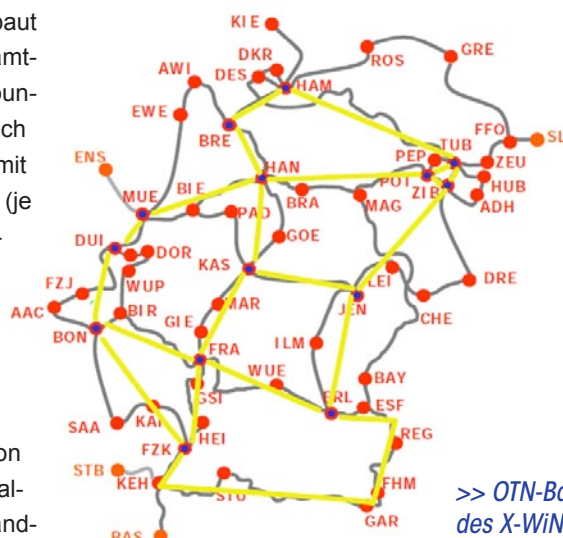 paut
amt-
oun-
ch
mit
(je
-
on
al-
and-
KIE
DKR
DES
HAM
ROS
GRE
AWI
EWE
BRE
ENS
MUE
BIE
PAD
HAN
BRA
GOE
MAG
PEP
POT
TUB
ZIB
FFO
SL
ZEU
HUB
ADH
DUI
DOR
WUP
FZJ
AAC
BIR
BON
KAS
MAR
GIE
FRA
LEI
JEN
CHE
DRE
ILM
WUE
GSI
BAY
ESF
ERL
REG
SAA
KAI
HEI
FZK
STB
KEH
STU
FHM
GAR
BAS
>> OTN-Ba
des X-WiN